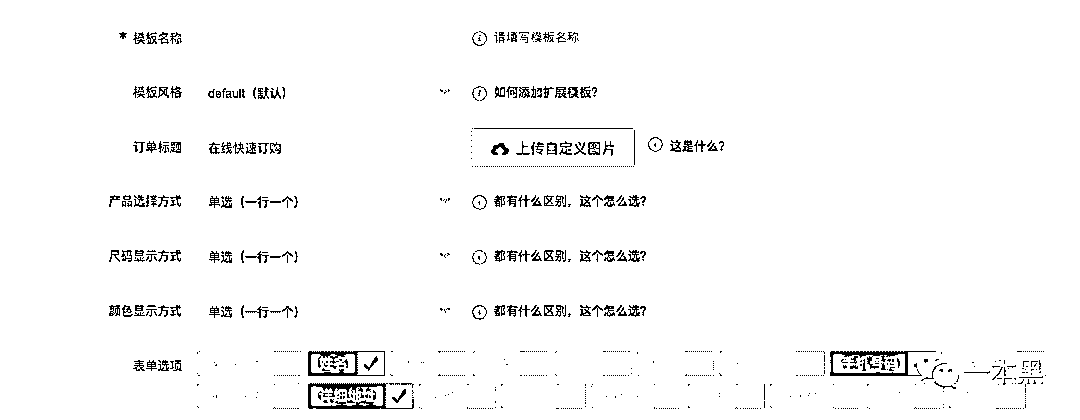 * 模板名称 请填写模板名称
模板风格 default（默认） 如何添加扩展模板？
订单标题 在线快速订购 上传自定义图片 这是什么？
产品选择方式 单选（一行一个） 都有什么区别，这个怎么选？
尺码显示方式 单选（一行一个） 都有什么区别，这个怎么选？
颜色显示方式 单选（一行一个） 都有什么区别，这个怎么选？
表单选项 姓名 手机号码
详细地址
一本黑